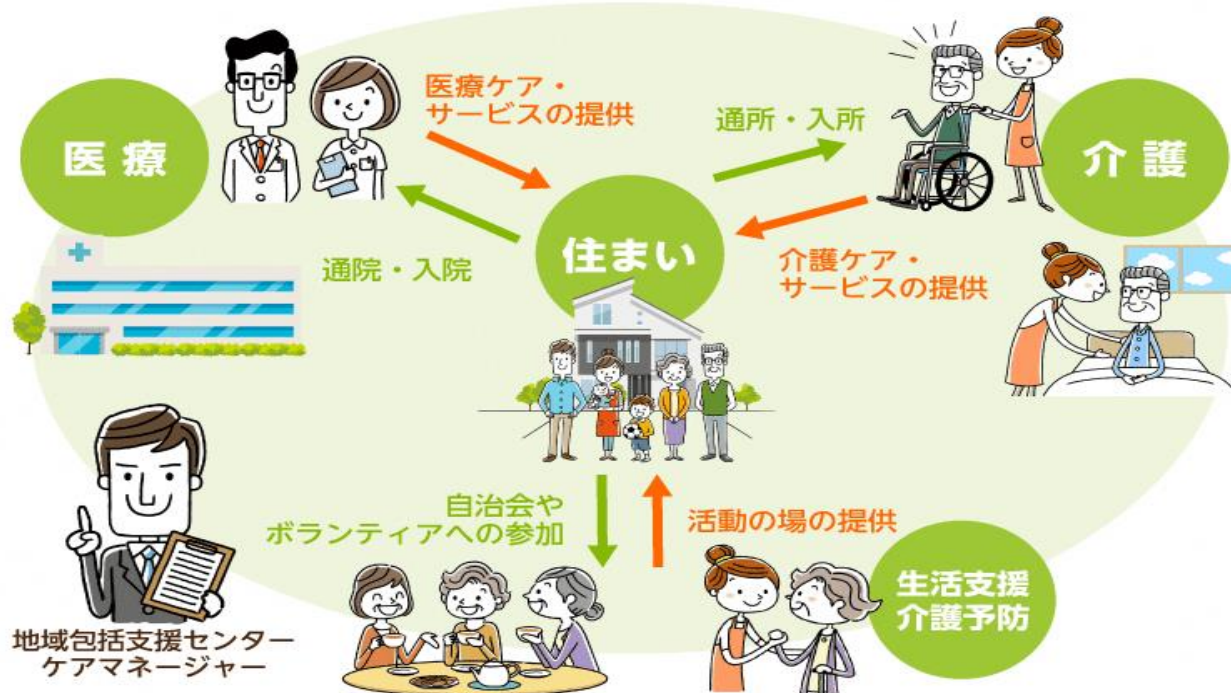 医療
医療ケア・
サービスの提供
通所・入所
介護
通院・入院
住まい
介護ケア・
サービスの提供
自治会や
ボランティアへの参加
活動の場の提供
生活支援
介護予防
地域包括支援センター
ケアマネージャー